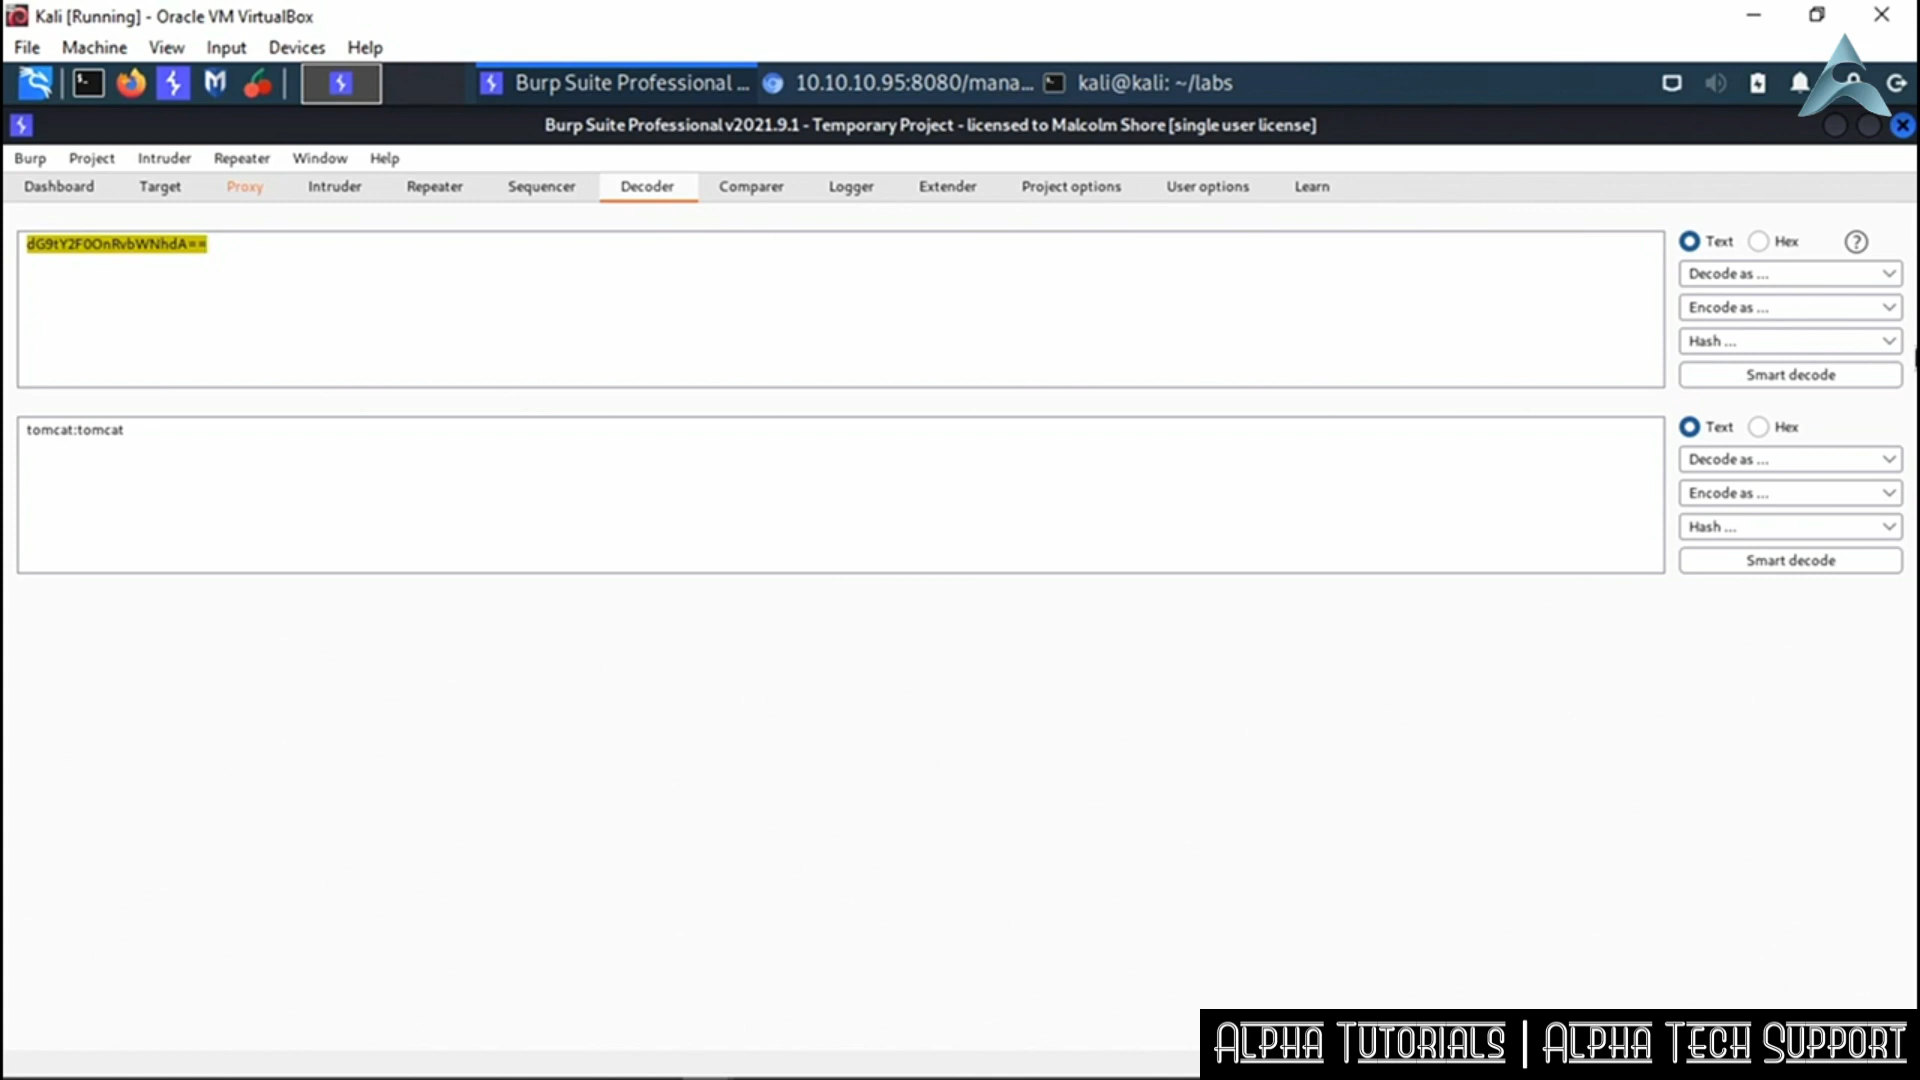 Kali [Running] - Oracle VM VirtualBox
File Machine View Input Devices Help
Burp Suite Professional ... 10.10.10.95:8080/mana... kali@kali: ~/labs
Burp Suite Professional v2021.9.1 - Temporary Project - licensed to Malcolm Shore [single user license]
Burp Project Intruder Repeater Window Help
Dashboard Target Proxy Intruder Repeater Sequencer Decoder Comparer Logger Extender Project options User options Learn
dG9tY2F0OnRvbWNhdA==
Text Hex ?
Decode as ...
Encode as ...
Hash ...
Smart decode
tomcat:tomcat
Text Hex
Decode as ...
Encode as ...
Hash ...
Smart decode
Alpha Tutorials | Alpha Tech Support